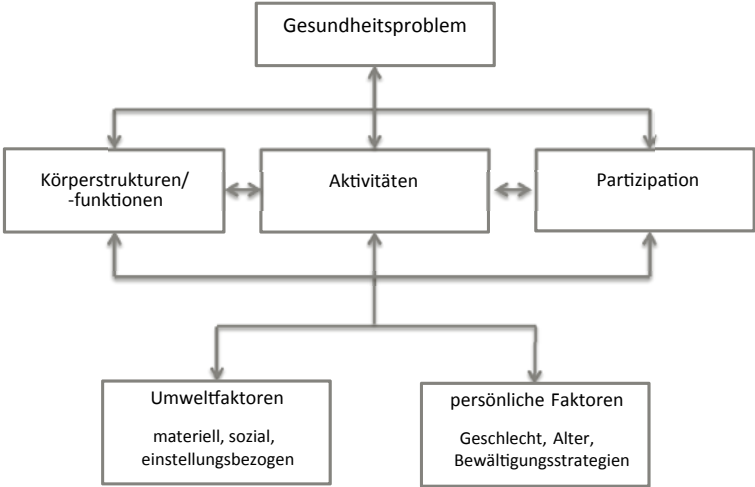 Gesundheitsproblem
Körperstrukturen/
-funktionen
Aktivitäten
Partizipation
Umweltfaktoren
materiell, sozial,
einstellungsbezogen
persönliche Faktoren
Geschlecht, Alter,
Bewältigungsstrategien